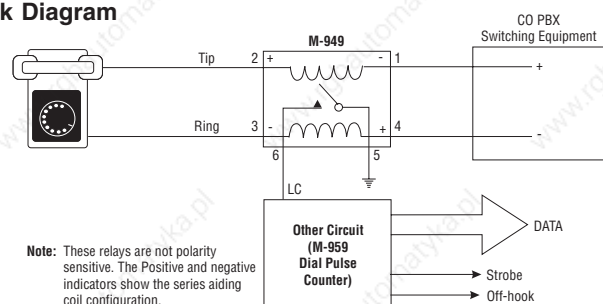 k Diagram
CO PBX
Switching Equipment
M-949
Tip
2
+
-
1
+
Ring
3
-
+
4
-
6
5
LC
Other Circuit
(M-959
Dial Pulse
Counter)
DATA
Strobe
Off-hook
Note: These relays are not polarity
sensitive. The Positive and negative
indicators show the series aiding
coil configuration.